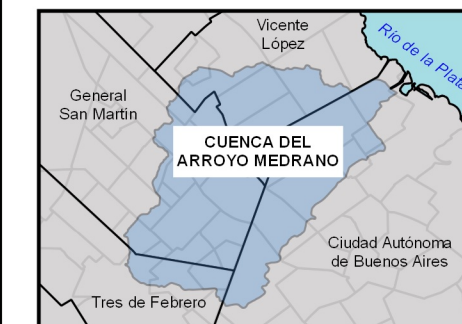 Vicente
López
Río de la Plata
General
San Martin
CUENCA DEL
ARROYO MEDRANO
Ciudad Autónoma
de Buenos Aires
Tres de Febrero